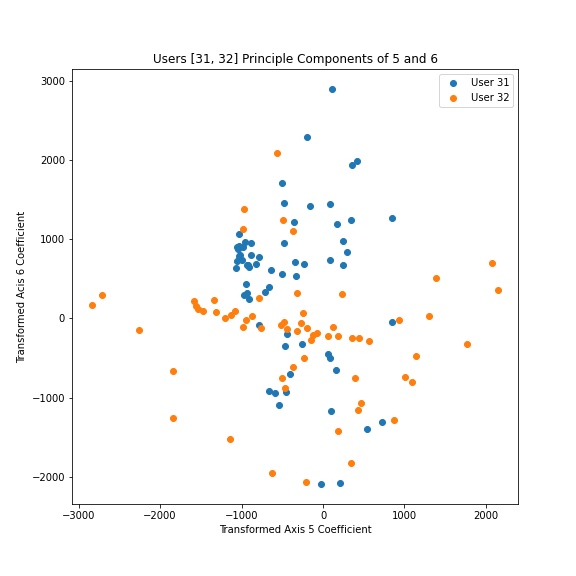 Users [31, 32] Principle Components of 5 and 6
User 31
User 32
Transformed Acis 6 Coefficient
3000
2000
1000
0
−1000
−2000
−3000
−2000
−1000
0
1000
2000
Transformed Axis 5 Coefficient